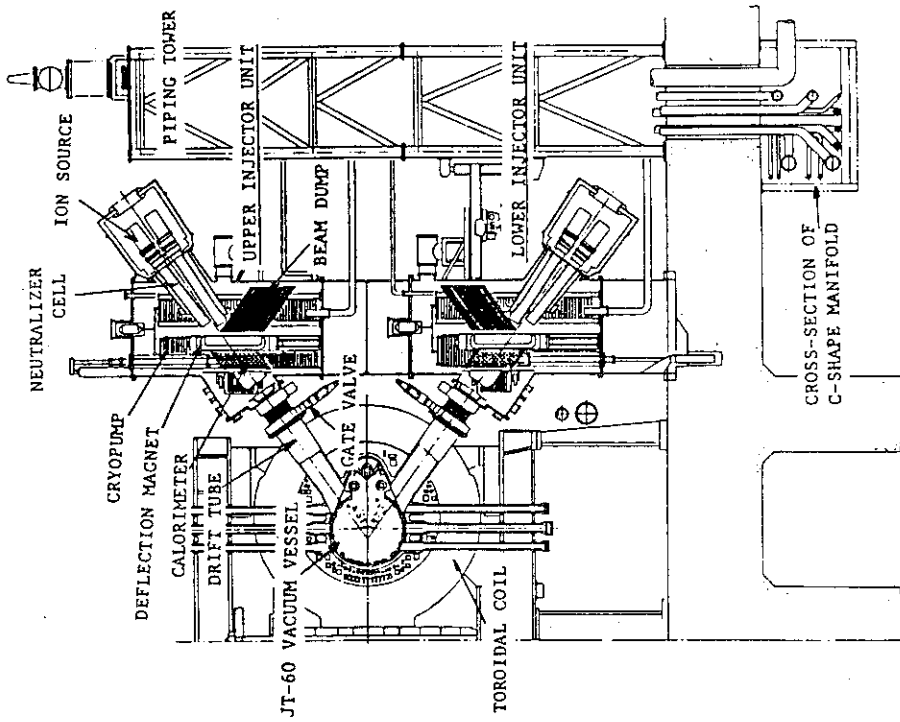 ION SOURCE
PIPING TOWER
NEUTRALIZER
CELL
UPPER INJECTOR UNIT
BEAM DUMP
LOWER INJECTOR UNIT
CRYOPUMP
DEFLECTION MAGNET
CALORIMETER
DRIFT TUBE
GATE VALVE
JT-60 VACUUM VESSEL
TOROIDAL COIL
CROSS-SECTION OF
C-SHAPE MANIFOLD